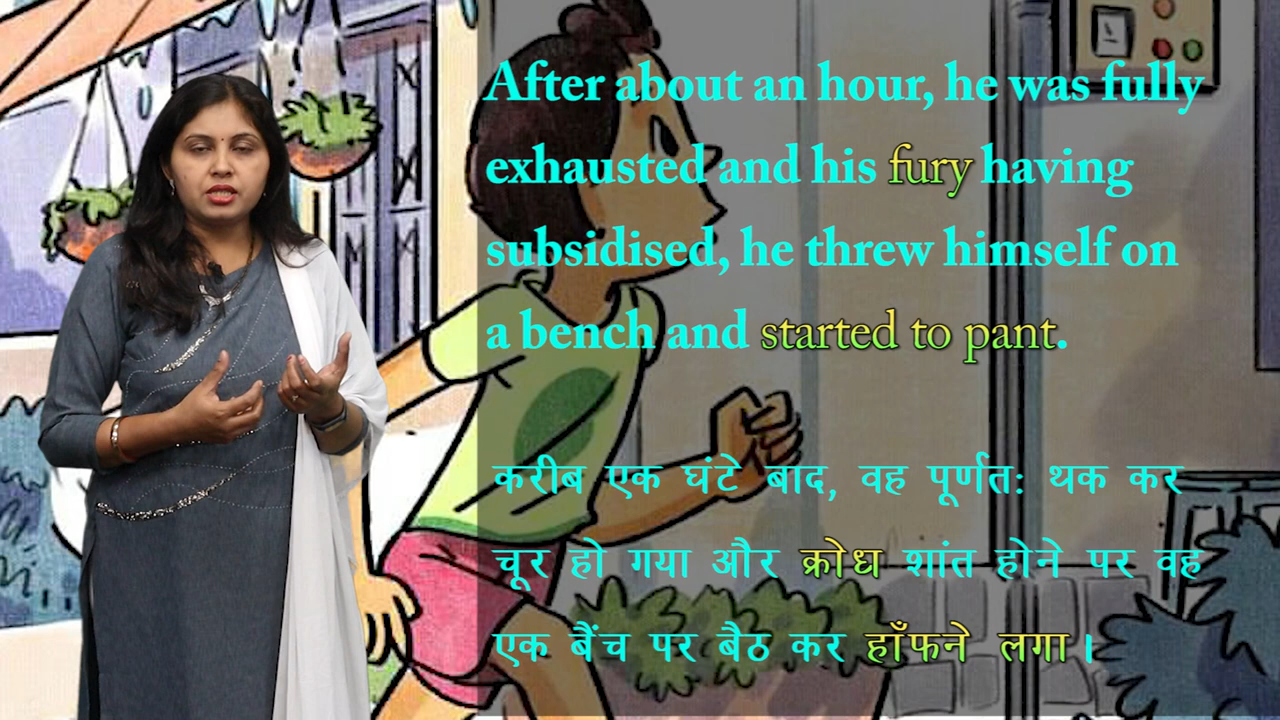 After about an hour, he was fully
exhausted and his fury having
subsidised, he threw himself on
a bench and started to pant.
करीब एक घंटे बाद, वह पूर्णत: थक कर
चूर हो गया और क्रोध शांत होने पर वह
एक बैंच पर बैठ कर हाँफने लगा।